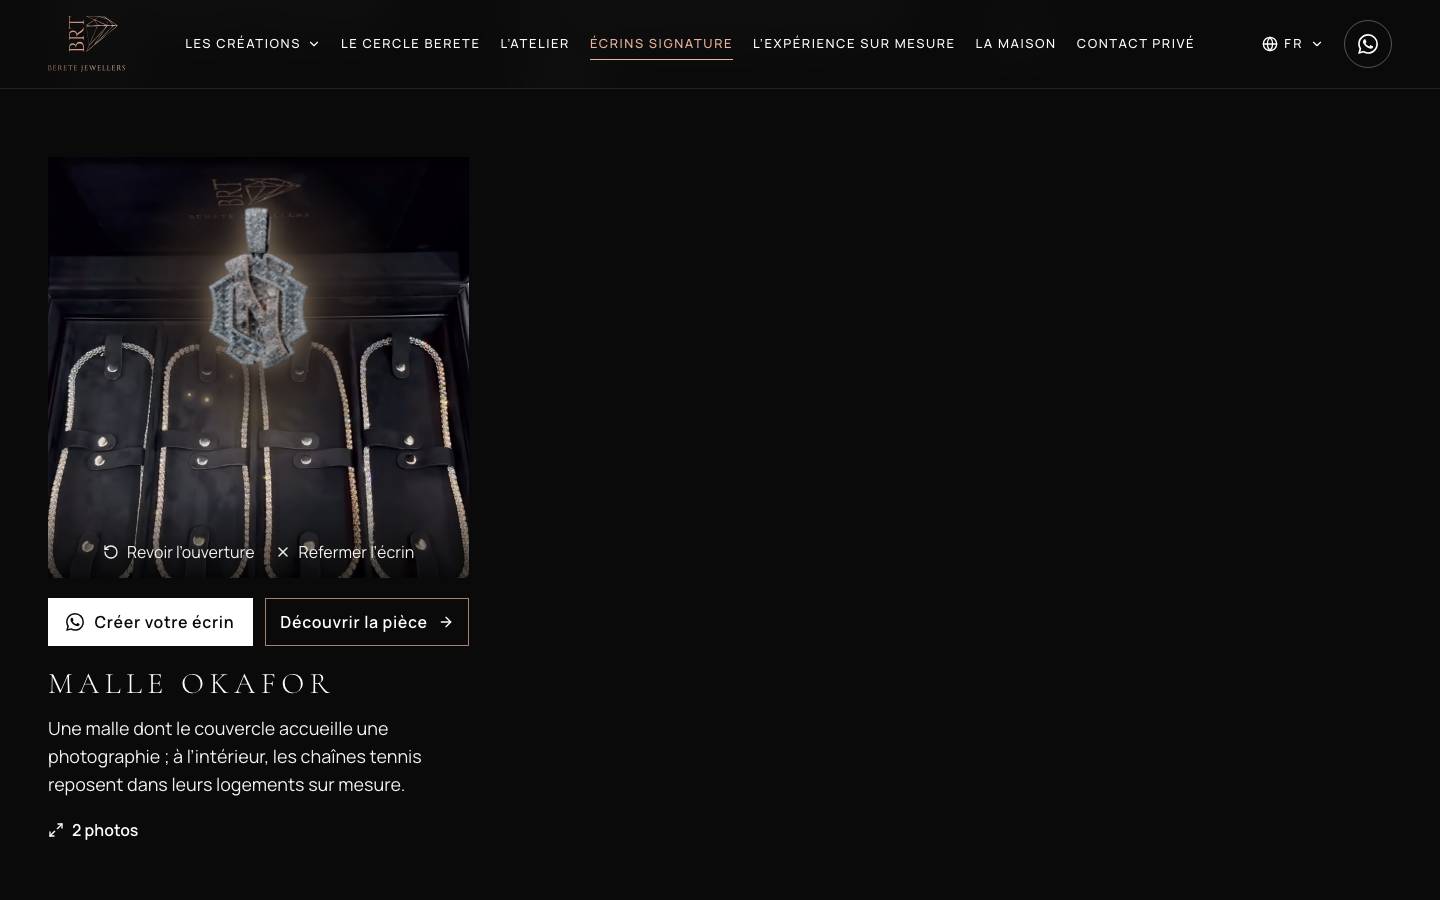 BRT
BERETE JEWELLERS
LES CRÉATIONS
LE CERCLE BERETE
L'ATELIER
ÉCRINS SIGNATURE
L'EXPÉRIENCE SUR MESURE
LA MAISON
CONTACT PRIVÉ
FR
BRT
N
Revoir l'ouverture
Refermer l'écrin
Créer votre écrin
Découvrir la pièce
MALLE OKAFOR
Une malle dont le couvercle accueille une
photographie ; à l'intérieur, les chaînes tennis
reposent dans leurs logements sur mesure.
2 photos